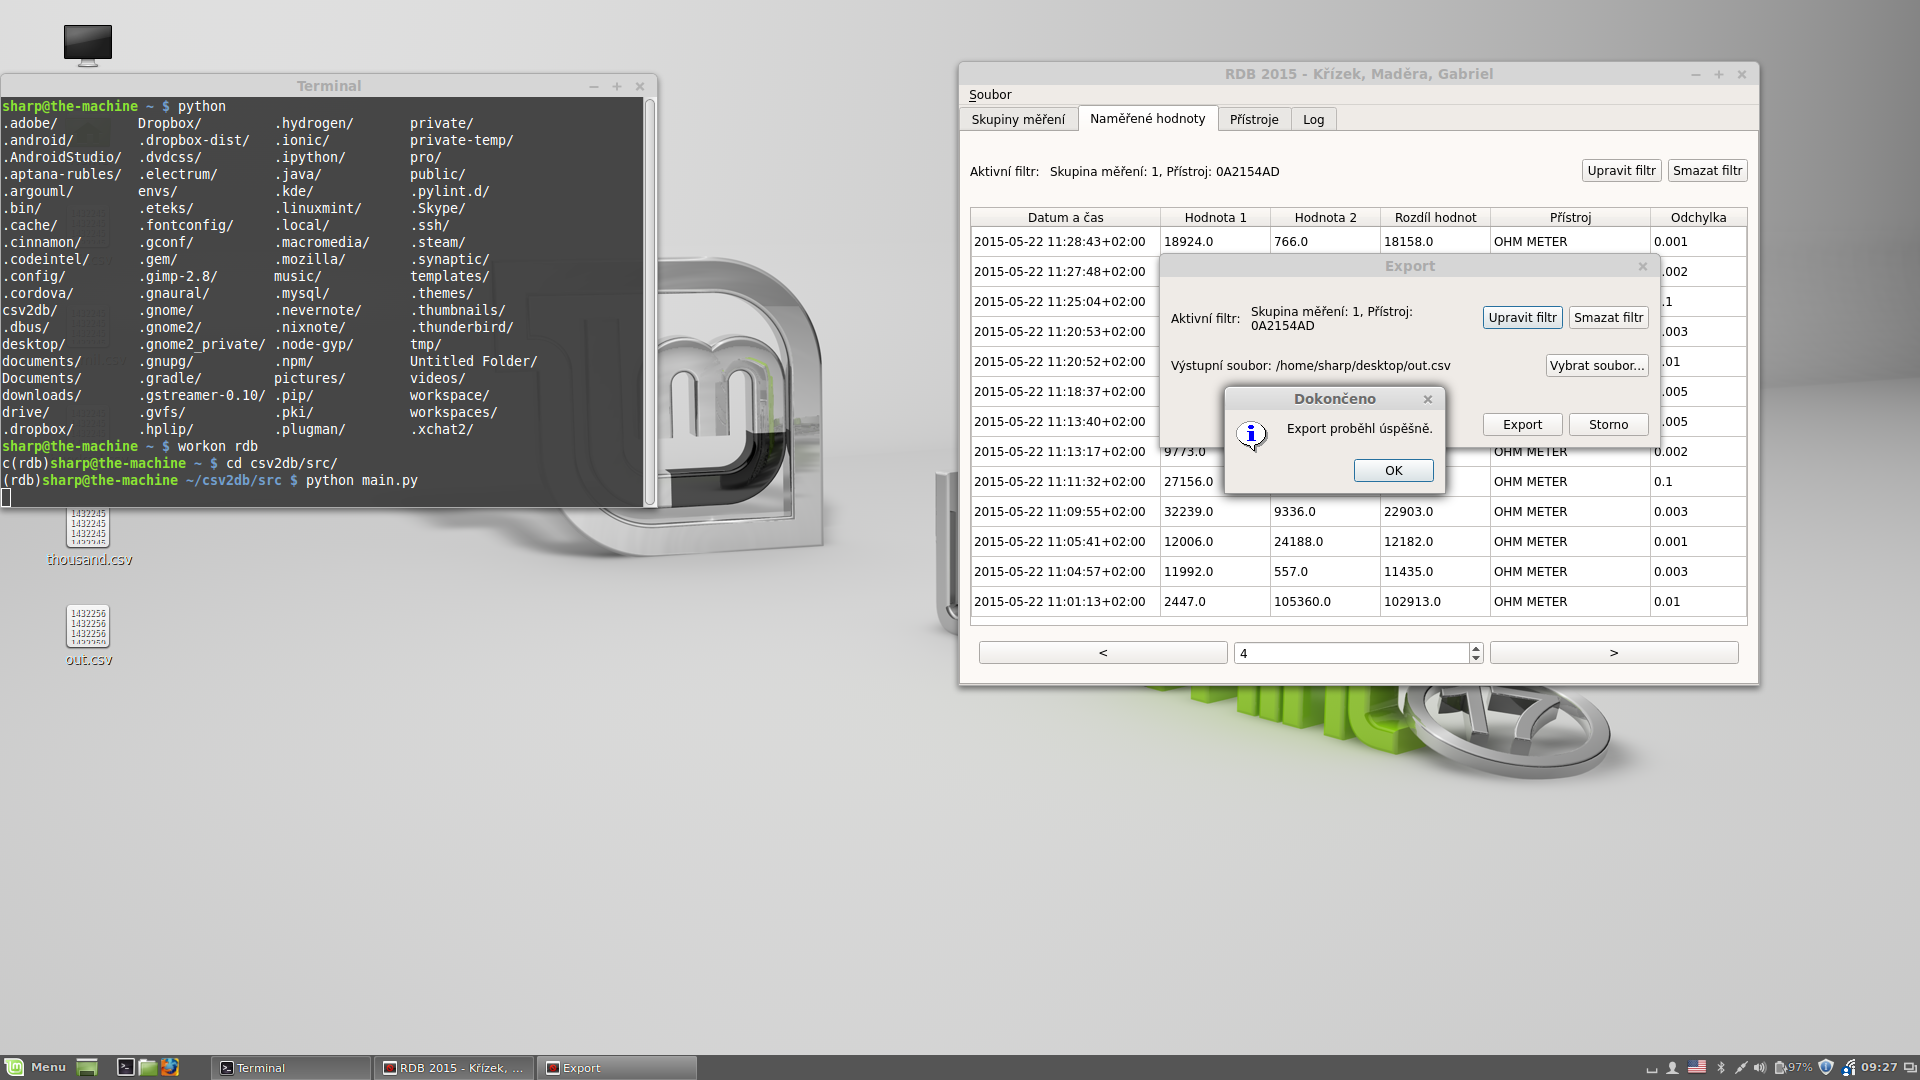 Terminal
sharp@the-machine ~ $ python
.adobe/ Dropbox/ .hydrogen/ private/
.android/ .dropbox-dist/ .ionic/ private-temp/
.AndroidStudio/ .dvdcss/ .ipython/ pro/
.aptana-rubles/ .electrum/ .java/ public/
.argouml/ envs/ .kde/ .pylint.d/
.bin/ .eteks/ .linuxmint/ .Skype/
.cache/ .fontconfig/ .local/ .ssh/
.cinnamon/ .gconf/ .macromedia/ .steam/
.codeintel/ .gem/ .mozilla/ .synaptic/
.config/ .gimp-2.8/ music/ templates/
.cordova/ .gnaural/ .mysql/ .themes/
csv2db/ .gnome/ .nevernote/ .thumbnails/
.dbus/ .gnome2/ .nixnote/ .thunderbird/
desktop/ .gnome2_private/ .node-gyp/ tmp/
documents/ .gnupg/ .npm/ Untitled Folder/
Documents/ .gradle/ pictures/ videos/
downloads/ .gstreamer-0.10/ .pip/ workspace/
drive/ .gvfs/ .pki/ workspaces/
.dropbox/ .hplip/ .plugman/ .xchat2/
sharp@the-machine ~ $ workon rdb
c(rdb)sharp@the-machine ~ $ cd csv2db/src/
(rdb)sharp@the-machine ~/csv2db/src $ python main.py
1432245
1432245
1432245
thousand.csv
1432256
1432256
1432256
out.csv
RDB 2015 - Křízek, Maděra, Gabriel
Soubor
Skupiny měření Naměřené hodnoty Přístroje Log
Aktivní filtr: Skupina měření: 1, Přístroj: 0A2154AD Upravit filtr Smazat filtr
Datum a čas Hodnota 1 Hodnota 2 Rozdíl hodnot Přístroj Odchylka
2015-05-22 11:28:43+02:00 18924.0 766.0 18158.0 OHM METER 0.001
2015-05-22 11:27:48+02:00 .002
2015-05-22 11:25:04+02:00 .1
2015-05-22 11:20:53+02:00 .003
2015-05-22 11:20:52+02:00 .01
2015-05-22 11:18:37+02:00 .005
2015-05-22 11:13:40+02:00 .005
2015-05-22 11:13:17+02:00 9773.0 OHM METER 0.002
2015-05-22 11:11:32+02:00 27156.0 OHM METER 0.1
2015-05-22 11:09:55+02:00 32239.0 9336.0 22903.0 OHM METER 0.003
2015-05-22 11:05:41+02:00 12006.0 24188.0 12182.0 OHM METER 0.001
2015-05-22 11:04:57+02:00 11992.0 557.0 11435.0 OHM METER 0.003
2015-05-22 11:01:13+02:00 2447.0 105360.0 102913.0 OHM METER 0.01
< 4 >
Export
Aktivní filtr: Skupina měření: 1, Přístroj:
0A2154AD
Upravit filtr Smazat filtr
Výstupní soubor: /home/sharp/desktop/out.csv Vybrat soubor...
Export Storno
Dokončeno
Export proběhl úspěšně.
OK
Menu Terminal RDB 2015 - Křízek, ... Export 97% 09:27